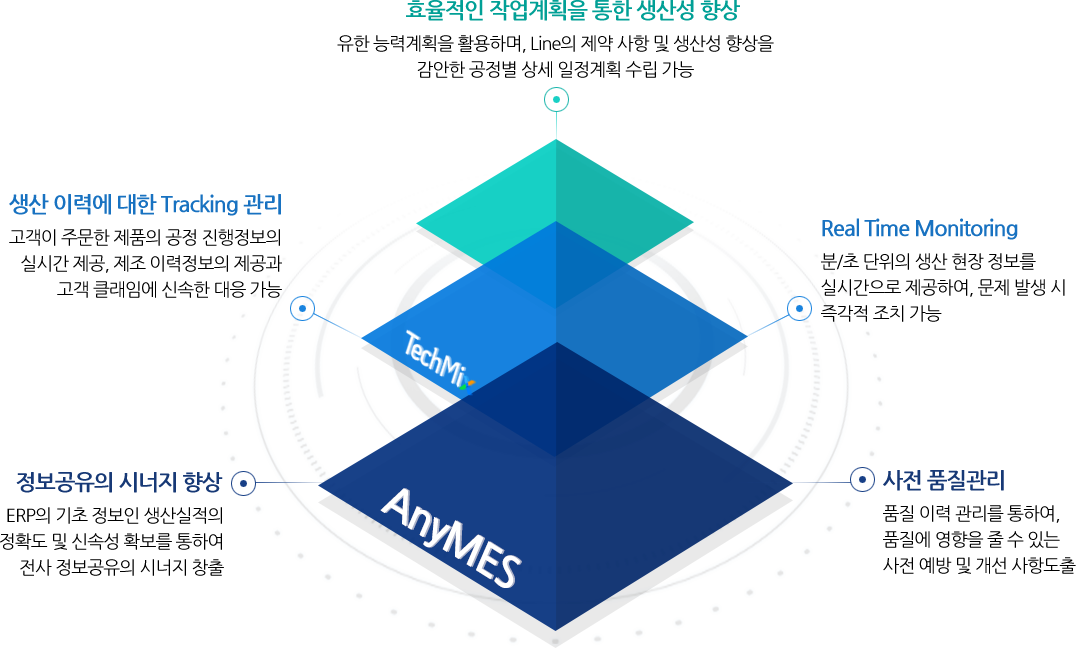 효율적인 작업계획을 통한 생산성 향상
유한 능력계획을 활용하며, Line의 제약 사항 및 생산성 향상을
감안한 공정별 상세 일정계획 수립 가능
생산 이력에 대한 Tracking 관리
고객이 주문한 제품의 공정 진행정보의
실시간 제공, 제조 이력정보의 제공과
고객 클래임에 신속한 대응 가능
Real Time Monitoring
분/초 단위의 생산 현장 정보를
실시간으로 제공하여, 문제 발생 시
즉각적 조치 가능
TechMix
정보공유의 시너지 향상
ERP의 기초 정보인 생산실적의
정확도 및 신속성 확보를 통하여
전사 정보공유의 시너지 창출
AnyMES
사전 품질관리
품질 이력 관리를 통하여,
품질에 영향을 줄 수 있는
사전 예방 및 개선 사항도출